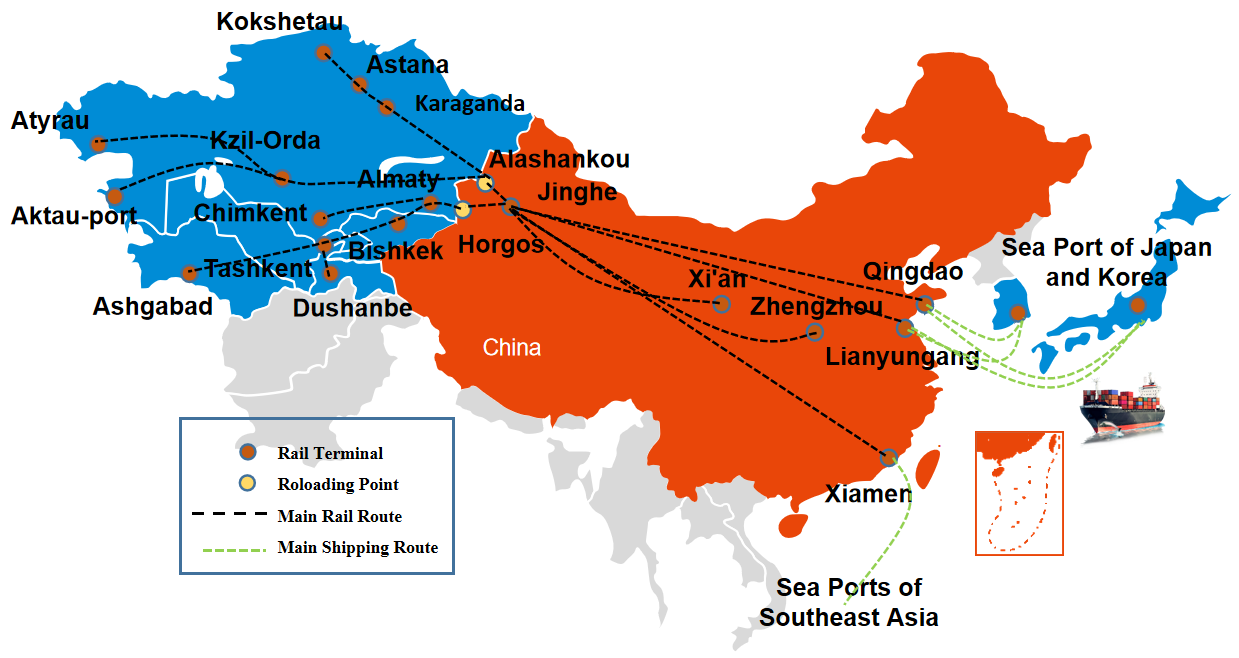 Kokshetau
Astana
Karaganda
Atyrau
Kzil-Orda
Alashankou
Almaty
Jinghe
Aktau-port
Chimkent
Bishkek
Horgos
Sea Port of Japan
and Korea
Tashkent
Xi'an
Qingdao
Ashgabad
Dushanbe
Zhengzhou
China
Lianyungang
Rail Terminal
Roloading Point
Xiamen
Main Rail Route
Main Shipping Route
Sea Ports of
Southeast Asia